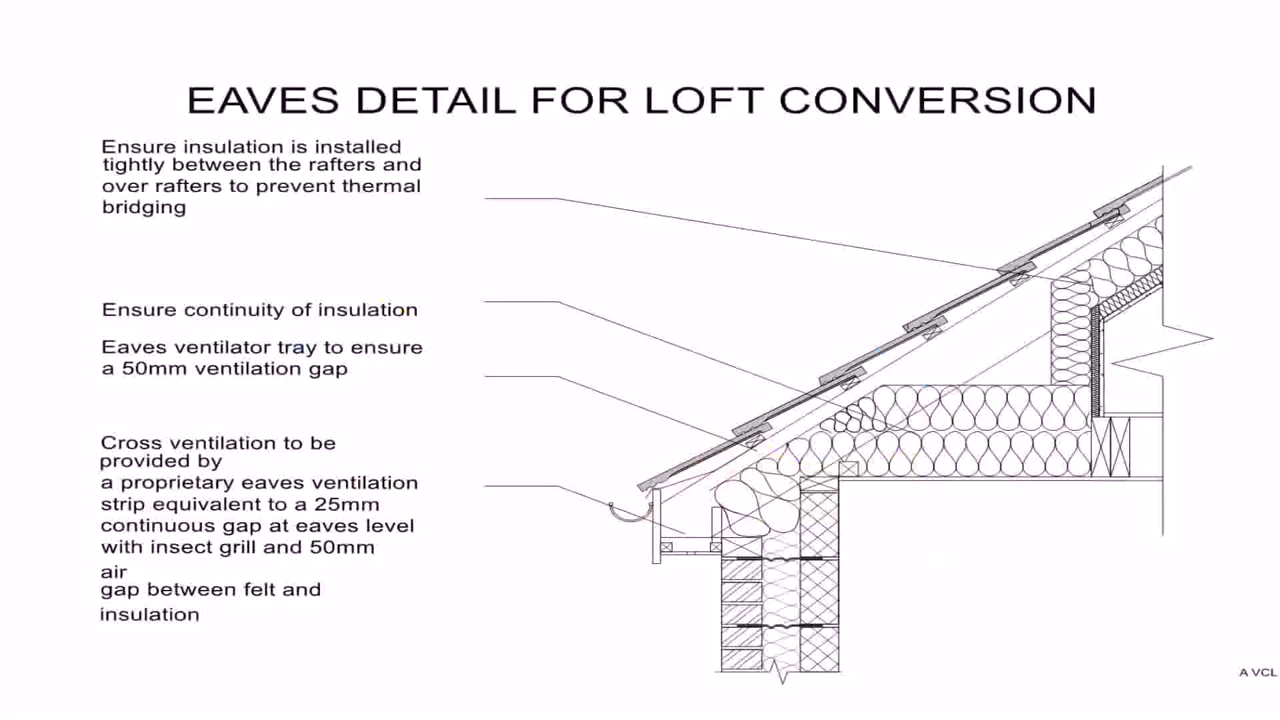 EAVES DETAIL FOR LOFT CONVERSION
Ensure insulation is installed
tightly between the rafters and
over rafters to prevent thermal
bridging
Ensure continuity of insulation
Eaves ventilator tray to ensure
a 50mm ventilation gap
Cross ventilation to be
provided by
a proprietary eaves ventilation
strip equivalent to a 25mm
continuous gap at eaves level
with insect grill and 50mm
air
gap between felt and
insulation
A VCL